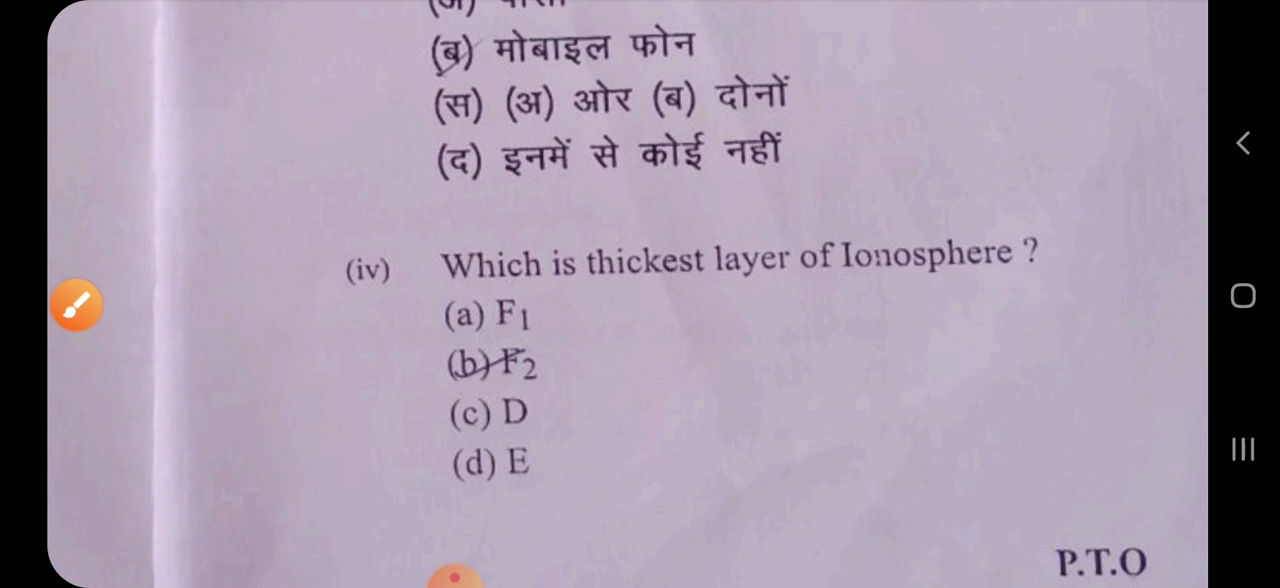 (ब) मोबाइल फोन
(स) (अ) ओर (ब) दोनों
(द) इनमें से कोई नहीं
(iv) Which is thickest layer of Ionosphere ?
(a) F1
(b) F2
(c) D
(d) E
P.T.O